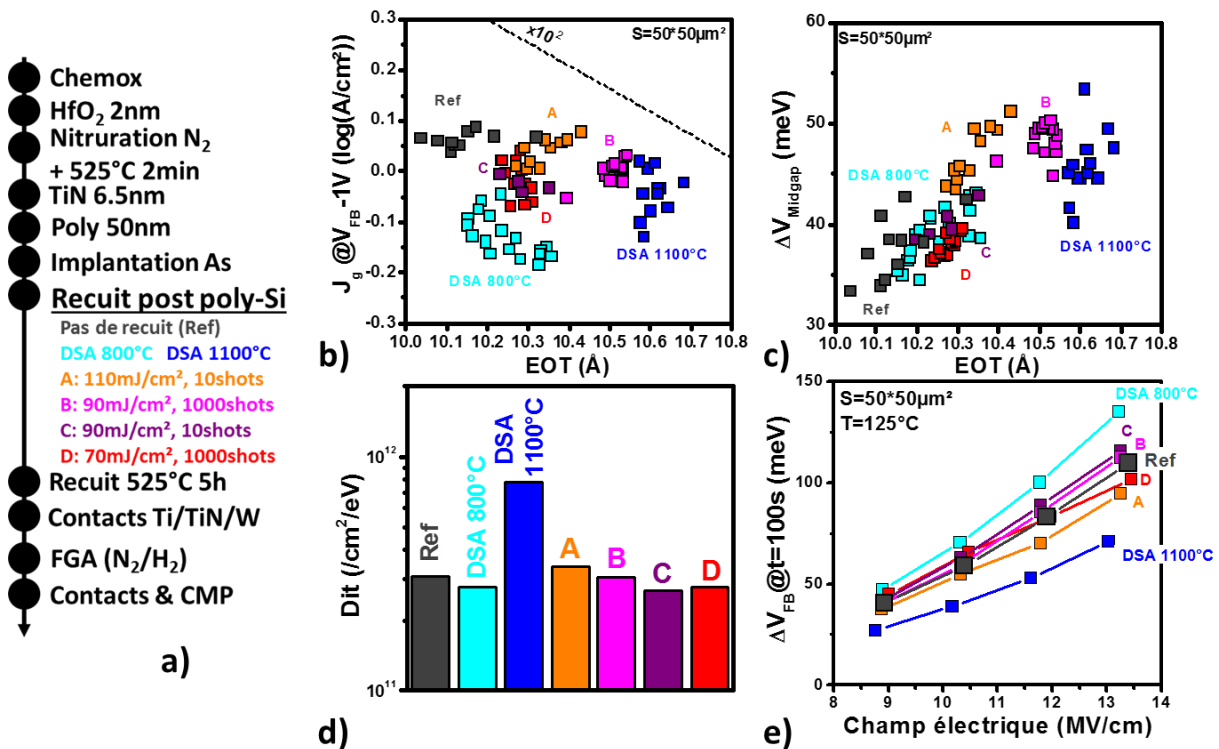 Chemox
HfO₂ 2nm
Nitruration N₂
+ 525°C 2min
TiN 6.5nm
Poly 50nm
Implantation As
Recuit post poly-Si
Pas de recuit (Ref)
DSA 800°C DSA 1100°C
A: 110mJ/cm², 10shots
B: 90mJ/cm², 1000shots
C: 90mJ/cm², 10shots
D: 70mJ/cm², 1000shots
Recuit 525°C 5h
Contacts Ti/TiN/W
FGA (N₂/H₂)
Contacts & CMP
a)
0.3
0.2
0.1
0.0
-0.1
-0.2
-0.3
J_g @V_FB-1V (log(A/cm²))
×10²
S=50*50µm²
Ref
A
B
C
D
DSA 800°C
DSA 1100°C
10.0 10.1 10.2 10.3 10.4 10.5 10.6 10.7 10.8
EOT (Å)
b)
60
50
40
30
ΔV_Midgap (meV)
S=50*50µm²
A
B
DSA 800°C
DSA 1100°C
C
D
Ref
10.0 10.1 10.2 10.3 10.4 10.5 10.6 10.7 10.8
EOT (Å)
c)
10¹²
10¹¹
Dit (/cm²/eV)
Ref
DSA 800°C
DSA
1100°C
A
B
C
D
d)
150
100
50
0
ΔV_FB@t=100s (meV)
S=50*50µm²
T=125°C
DSA 800°C
C
B
Ref
D
A
DSA 1100°C
8 9 10 11 12 13 14
Champ électrique (MV/cm)
e)